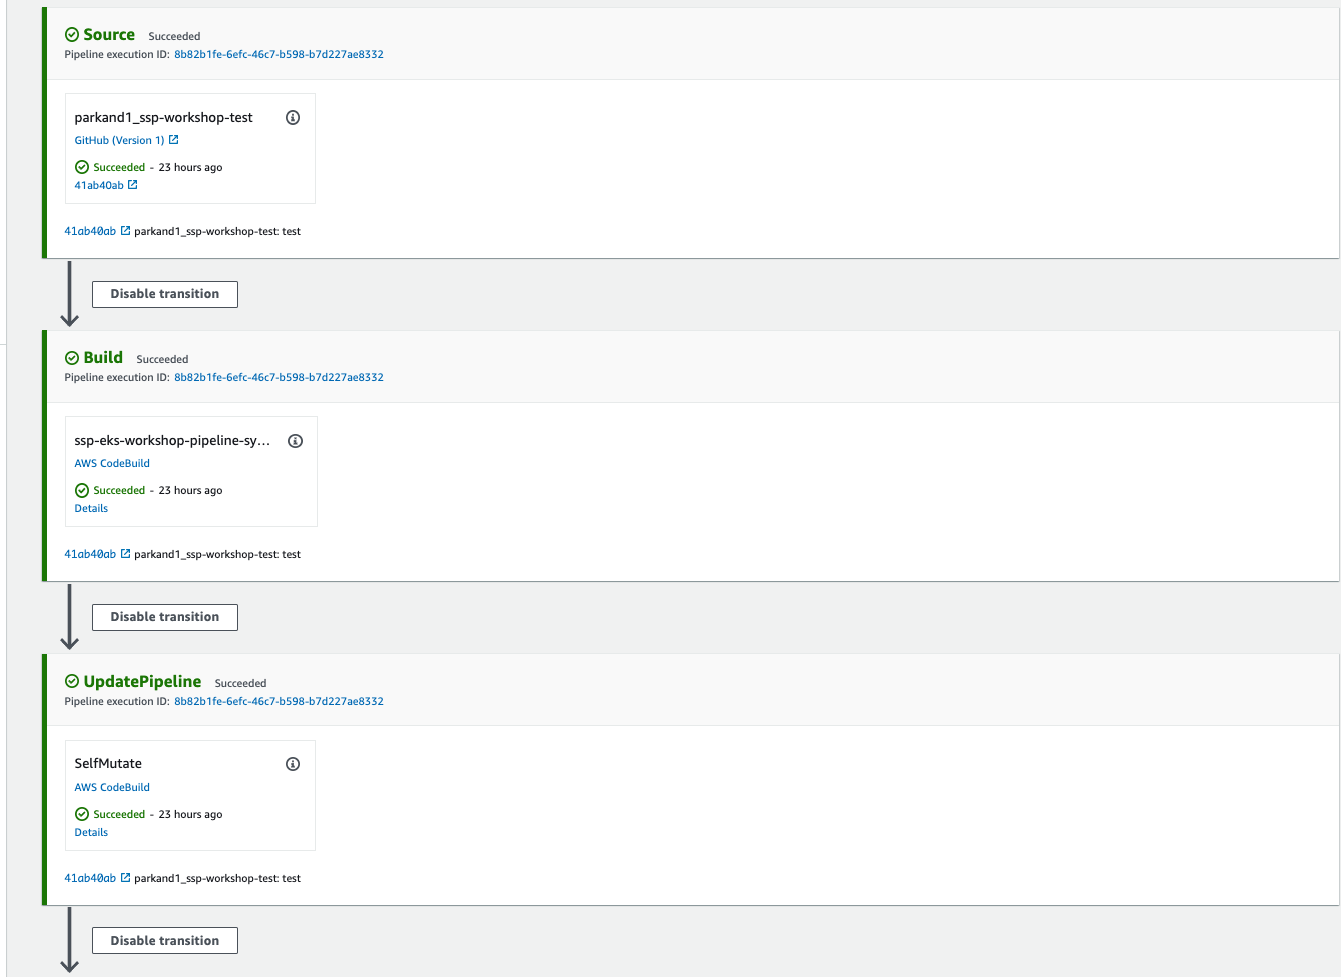 Source Succeeded
Pipeline execution ID: 8b82b1fe-6efc-46c7-b598-b7d227ae8332
parkand1_ssp-workshop-test
GitHub (Version 1)
Succeeded - 23 hours ago
41ab40ab
41ab40ab parkand1_ssp-workshop-test: test
Disable transition
Build Succeeded
Pipeline execution ID: 8b82b1fe-6efc-46c7-b598-b7d227ae8332
ssp-eks-workshop-pipeline-sy...
AWS CodeBuild
Succeeded - 23 hours ago
Details
41ab40ab parkand1_ssp-workshop-test: test
Disable transition
UpdatePipeline Succeeded
Pipeline execution ID: 8b82b1fe-6efc-46c7-b598-b7d227ae8332
SelfMutate
AWS CodeBuild
Succeeded - 23 hours ago
Details
41ab40ab parkand1_ssp-workshop-test: test
Disable transition